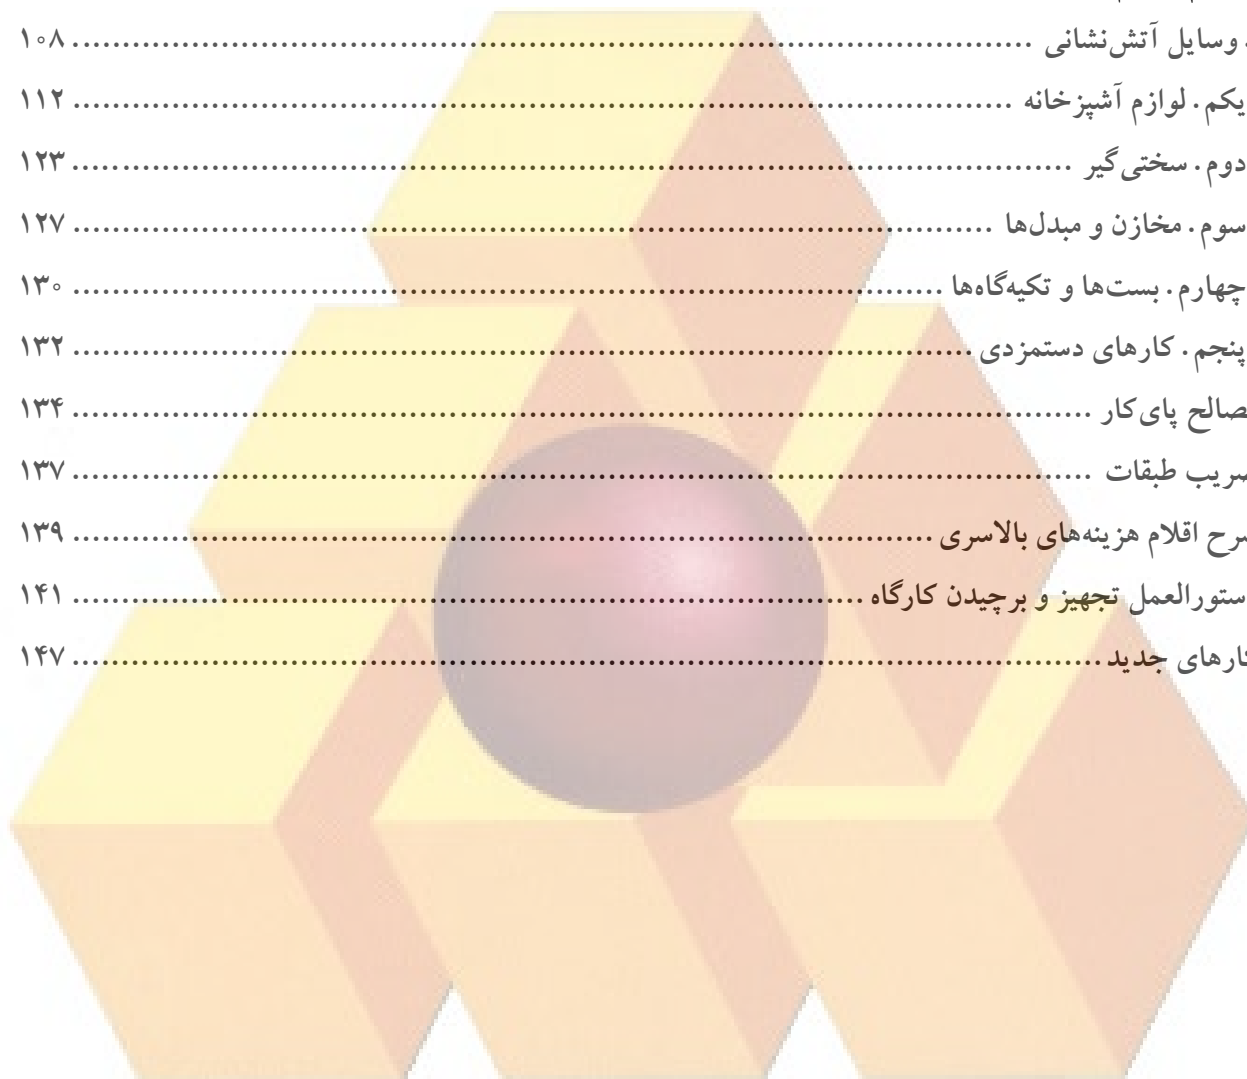 وسایل آتش‌نشانی ........ ۱۰۸
یکم. لوازم آشپزخانه ........ ۱۱۲
دوم. سختی‌گیر ........ ۱۲۳
سوم. مخازن و مبدل‌ها ........ ۱۲۷
چهارم. بست‌ها و تکیه‌گاه‌ها ........ ۱۳۰
پنجم. کارهای دستمزدی ........ ۱۳۲
صالح پای‌کار ........ ۱۳۴
ضریب طبقات ........ ۱۳۷
شرح اقلام هزینه‌های بالاسری ........ ۱۳۹
ستورالعمل تجهیز و برچیدن کارگاه ........ ۱۴۱
کارهای جدید ........ ۱۴۷